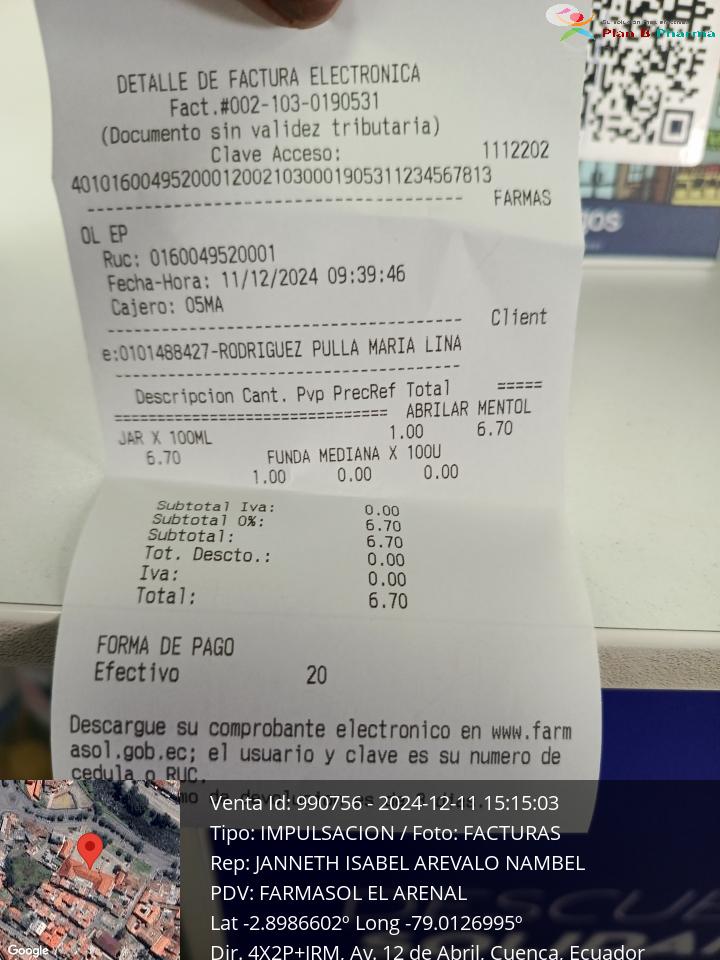 Plan B Pharma
DETALLE DE FACTURA ELECTRONICA
Fact.#002-103-0190531
(Documento sin validez tributaria)
Clave Acceso: 1112202
401016004952000120021030001905311234567813
------------------------------------ FARMAS
OL EP
Ruc: 0160049520001
Fecha-Hora: 11/12/2024 09:39:46
Cajero: 05MA
------------------------------------ Client
e:0101488427-RODRIGUEZ PULLA MARIA LINA
------------------------------------
Descripcion Cant. Pvp PrecRef Total =====
============================== ABRILAR MENTOL
JAR X 100ML 1.00 6.70
6.70 FUNDA MEDIANA X 100U
1.00 0.00 0.00
Subtotal Iva: 0.00
Subtotal 0%: 6.70
Subtotal: 6.70
Tot. Descto.: 0.00
Iva: 0.00
Total: 6.70
FORMA DE PAGO
Efectivo 20
Descargue su comprobante electronico en www.farm
asol.gob.ec; el usuario y clave es su numero de
cedula o RUC.
Venta Id: 990756 - 2024-12-11 15:15:03
Tipo: IMPULSACION / Foto: FACTURAS
Rep: JANNETH ISABEL AREVALO NAMBEL
PDV: FARMASOL EL ARENAL
Lat -2.8986602º Long -79.0126995º
Dir. 4X2P+JRM, Av. 12 de Abril, Cuenca, Ecuador
Google